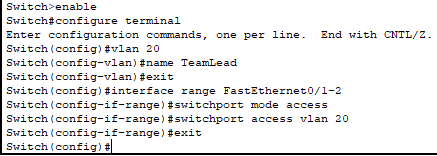 Switch>enable
Switch#configure terminal
Enter configuration commands, one per line.  End with CNTL/Z.
Switch(config)#vlan 20
Switch(config-vlan)#name TeamLead
Switch(config-vlan)#exit
Switch(config)#interface range FastEthernet0/1-2
Switch(config-if-range)#switchport mode access
Switch(config-if-range)#switchport access vlan 20
Switch(config-if-range)#exit
Switch(config)#